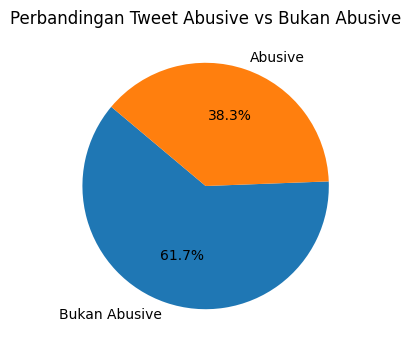 Perbandingan Tweet Abusive vs Bukan Abusive
Abusive
38.3%
61.7%
Bukan Abusive